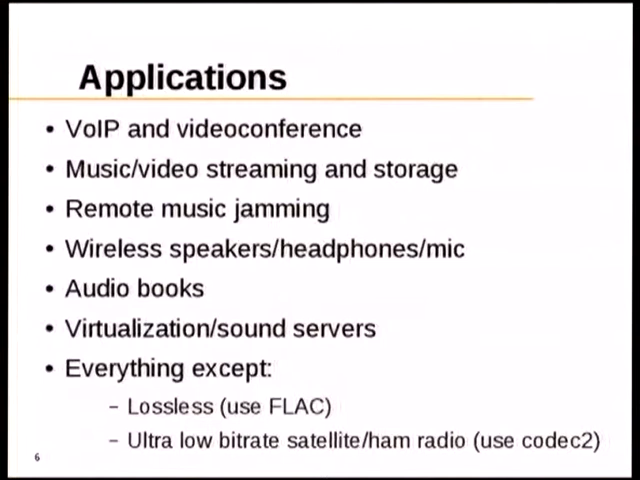 Applications
• VoIP and videoconference
• Music/video streaming and storage
• Remote music jamming
• Wireless speakers/headphones/mic
• Audio books
• Virtualization/sound servers
• Everything except:
– Lossless (use FLAC)
– Ultra low bitrate satellite/ham radio (use codec2)
6